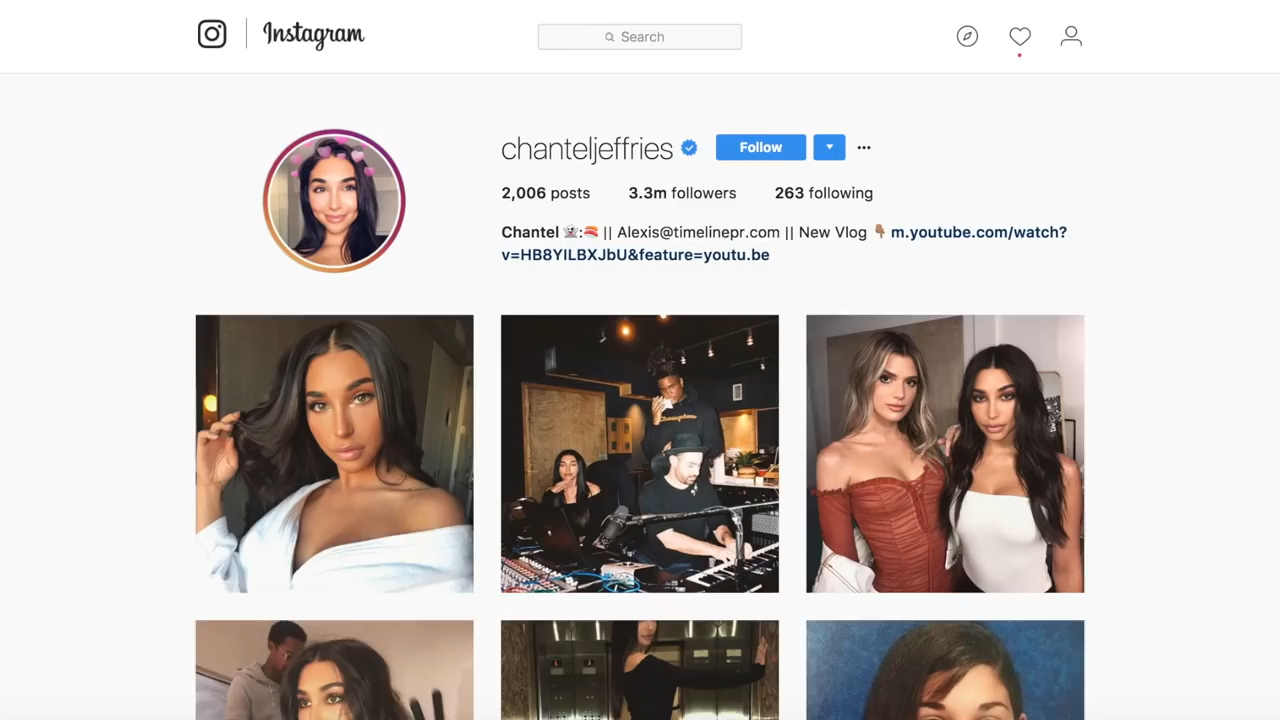 Instagram
Search
chanteljeffries
Follow
2,006 posts 3.3m followers 263 following
Chantel 👻:🌭 || Alexis@timelinepr.com || New Vlog 👇🏽 m.youtube.com/watch?
v=HB8YILBXJbU&feature=youtu.be